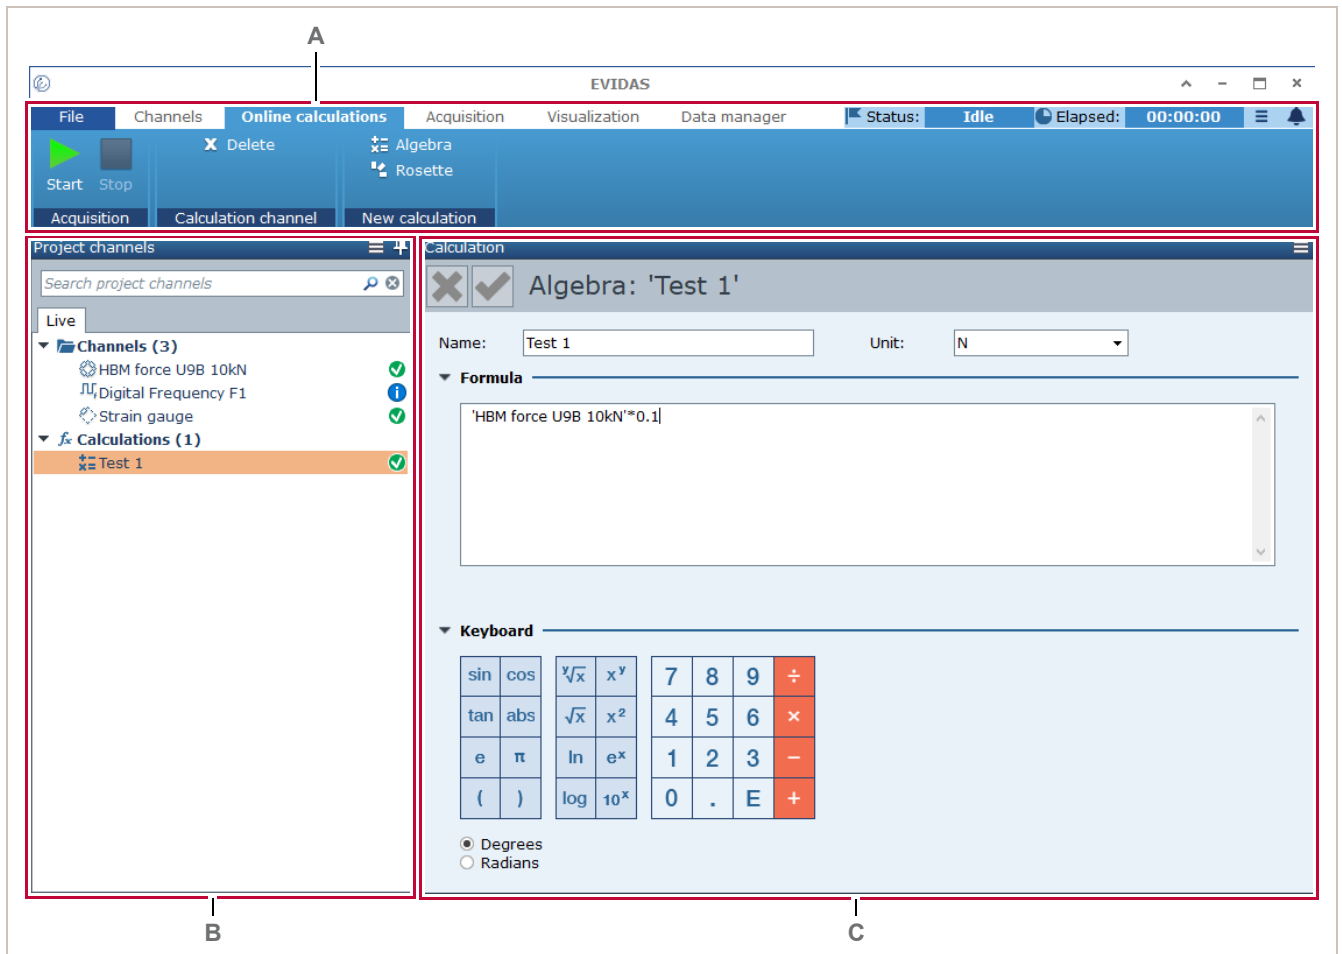 A
EVIDAS
File Channels Online calculations Acquisition Visualization Data manager Status: Idle Elapsed: 00:00:00
Delete Algebra
Rosette
Start Stop
Acquisition Calculation channel New calculation
Project channels
Search project channels
Live
Channels (3)
HBM force U9B 10kN
Digital Frequency F1
Strain gauge
Calculations (1)
Test 1
Calculation
Algebra: 'Test 1'
Name: Test 1 Unit: N
Formula
'HBM force U9B 10kN'*0.1
Keyboard
sin cos ʸ√x xʸ 7 8 9 ÷
tan abs √x x² 4 5 6 ×
e π ln eˣ 1 2 3 −
( ) log 10ˣ 0 . E +
Degrees
Radians
B C